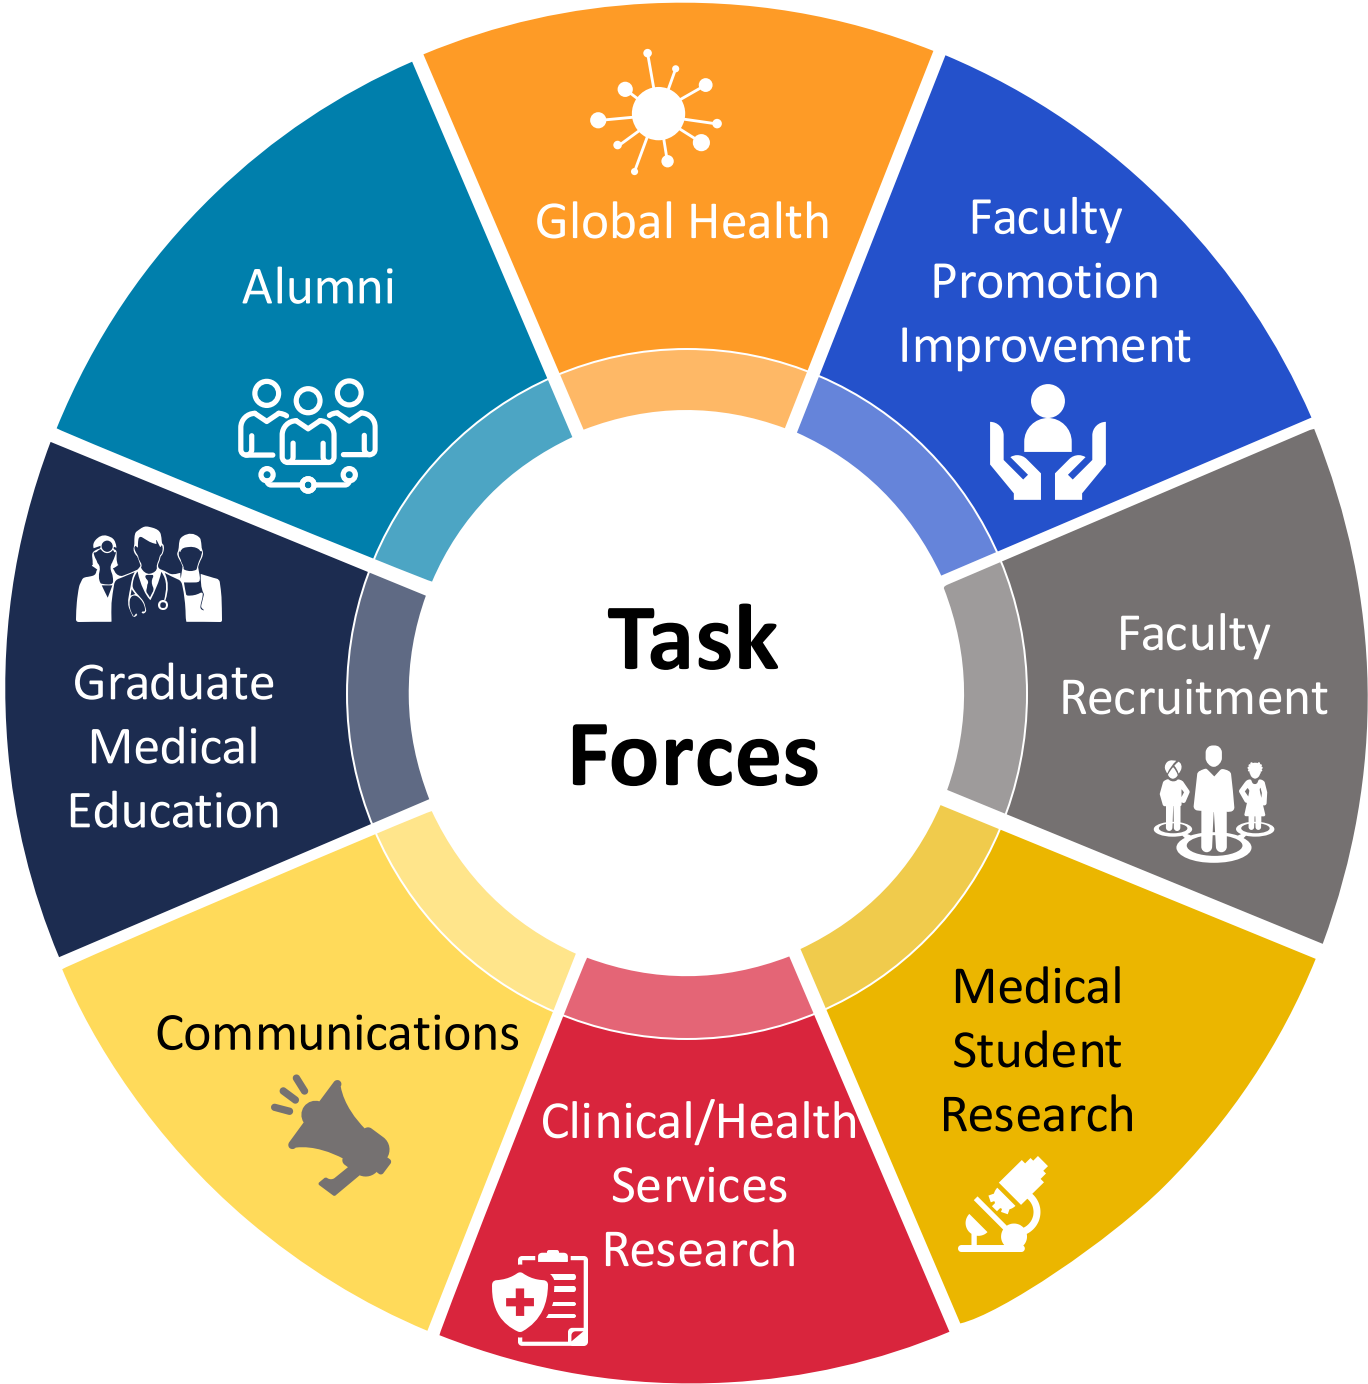 Global Health
Faculty
Promotion
Improvement
Faculty
Recruitment
Medical
Student
Research
Clinical/Health
Services
Research
Communications
Graduate
Medical
Education
Alumni
Task
Forces